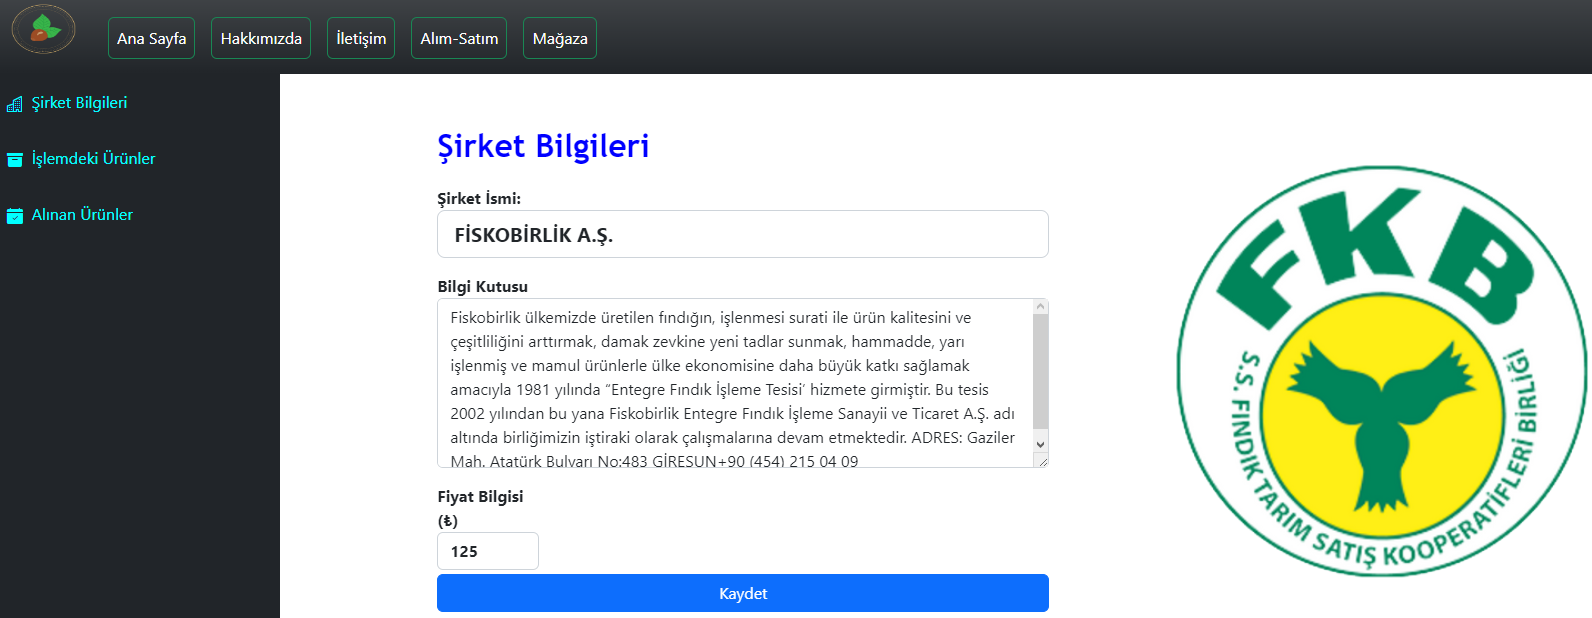 Ana Sayfa
Hakkımızda
İletişim
Alım-Satım
Mağaza
Şirket Bilgileri
İşlemdeki Ürünler
Alınan Ürünler
Şirket Bilgileri
Şirket İsmi:
FİSKOBİRLİK A.Ş.
Bilgi Kutusu
Fiskobirlik ülkemizde üretilen fındığın, işlenmesi surati ile ürün kalitesini ve
çeşitliliğini arttırmak, damak zevkine yeni tadlar sunmak, hammadde, yarı
işlenmiş ve mamul ürünlerle ülke ekonomisine daha büyük katkı sağlamak
amacıyla 1981 yılında “Entegre Fındık İşleme Tesisi’ hizmete girmiştir. Bu tesis
2002 yılından bu yana Fiskobirlik Entegre Fındık İşleme Sanayii ve Ticaret A.Ş. adı
altında birliğimizin iştiraki olarak çalışmalarına devam etmektedir. ADRES: Gaziler
Mah. Atatürk Bulvarı No:483 GİRESUN+90 (454) 215 04 09
Fiyat Bilgisi
(₺)
125
Kaydet
FKB
S.S. FINDIK TARIM SATIŞ KOOPERATİFLERİ BİRLİĞİ